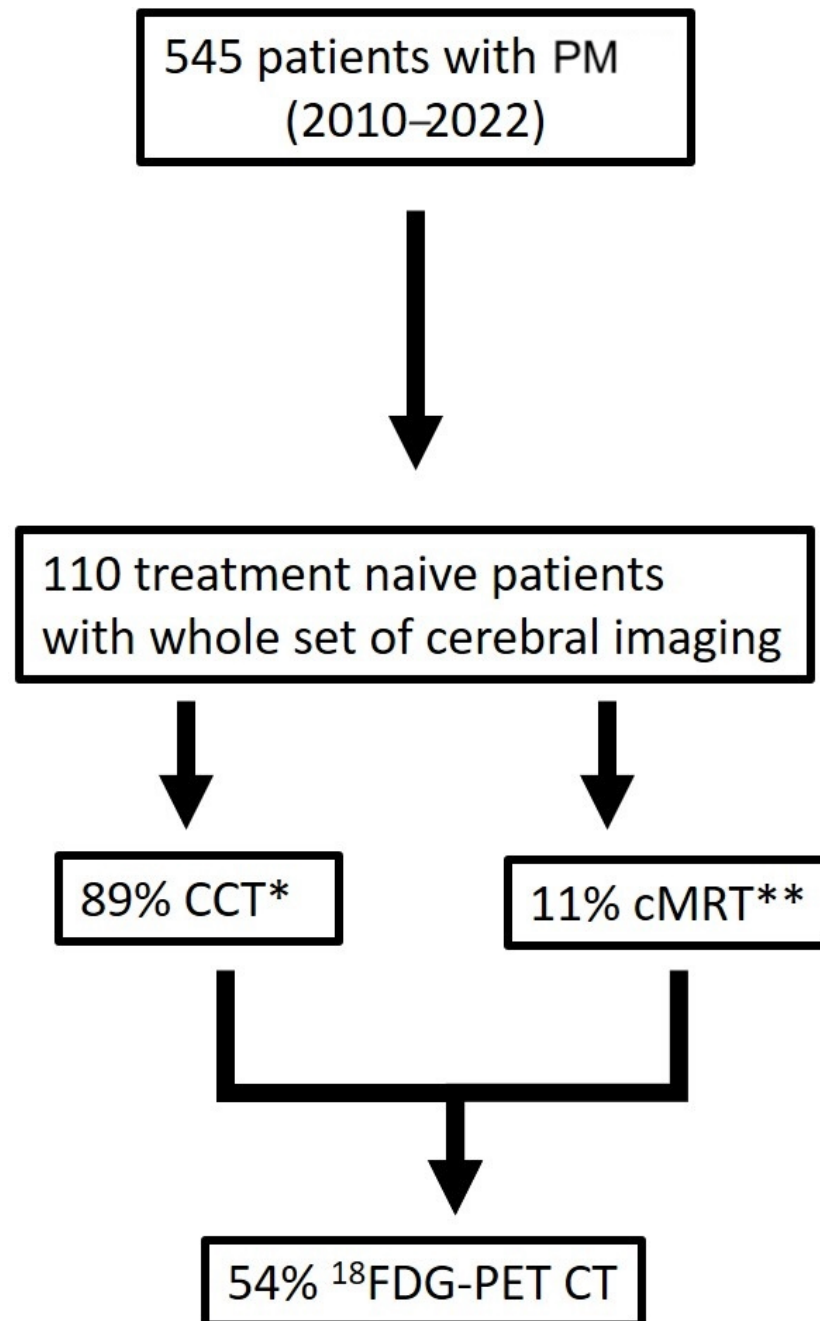 545 patients with PM
(2010–2022)
110 treatment naive patients
with whole set of cerebral imaging
89% CCT*
11% cMRT**
54% ¹⁸FDG-PET CT